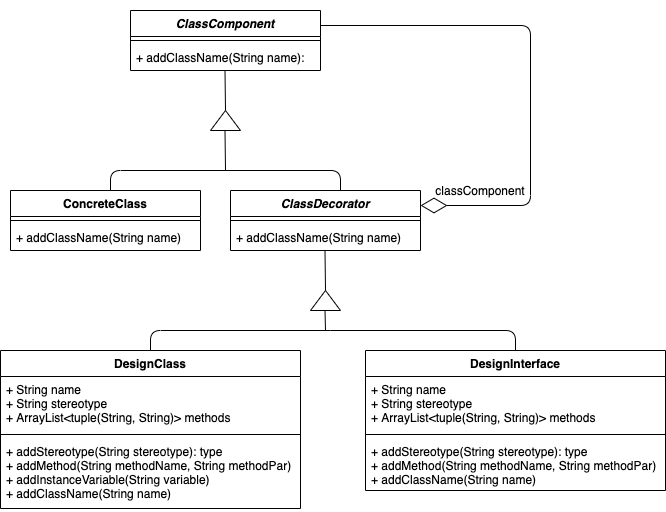 ClassComponent
+ addClassName(String name):
classComponent
ConcreteClass
+ addClassName(String name)
ClassDecorator
+ addClassName(String name)
DesignClass
+ String name
+ String stereotype
+ ArrayList<tuple(String, String)> methods
+ addStereotype(String stereotype): type
+ addMethod(String methodName, String methodPar)
+ addInstanceVariable(String variable)
+ addClassName(String name)
DesignInterface
+ String name
+ String stereotype
+ ArrayList<tuple(String, String)> methods
+ addStereotype(String stereotype): type
+ addMethod(String methodName, String methodPar)
+ addClassName(String name)